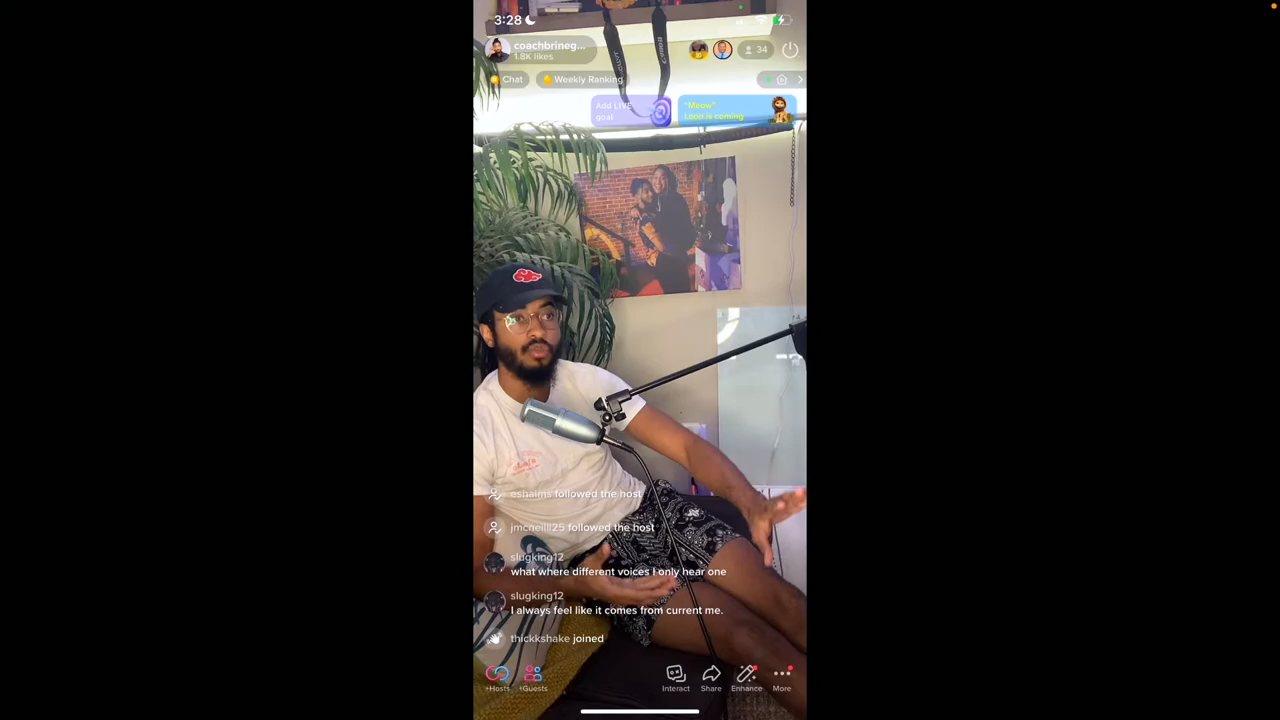 3:28
coachbrineg...
1.8K likes
34
Chat
Weekly Ranking
Add LIVE
goal
"Meow"
Leon is coming
eshalms followed the host
jmcneilll25 followed the host
slugking12
what where different voices I only hear one
slugking12
I always feel like it comes from current me.
thickkshake joined
+Hosts
+Guests
Interact
Share
Enhance
More